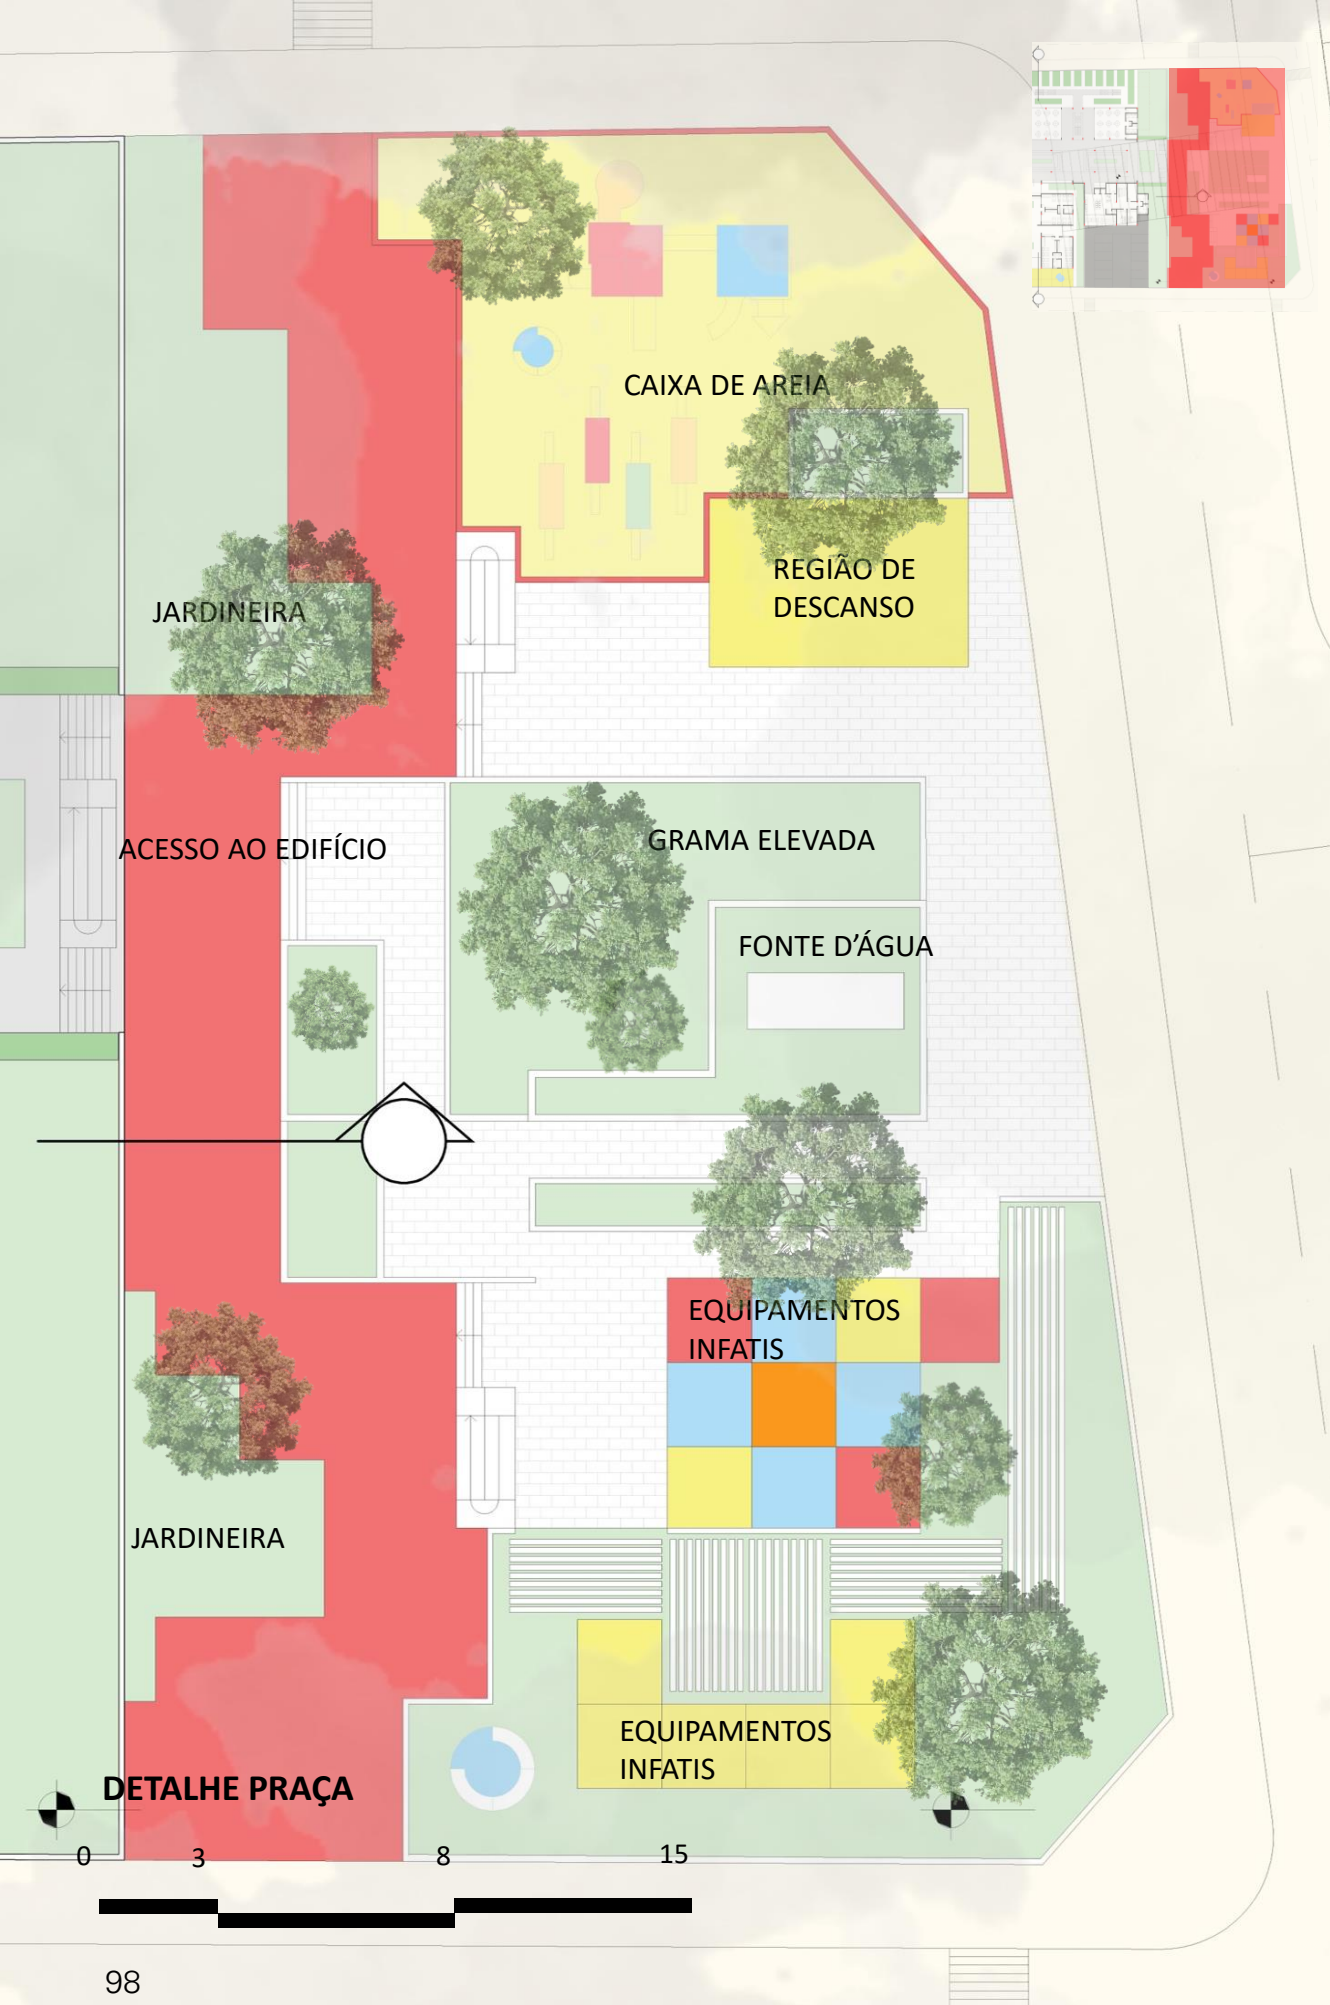 CAIXA DE AREIA
REGIÃO DE
DESCANSO
JARDINEIRA
ACESSO AO EDIFÍCIO
GRAMA ELEVADA
FONTE D’ÁGUA
EQUIPAMENTOS
INFATIS
JARDINEIRA
EQUIPAMENTOS
INFATIS
DETALHE PRAÇA
0 3 8 15
98